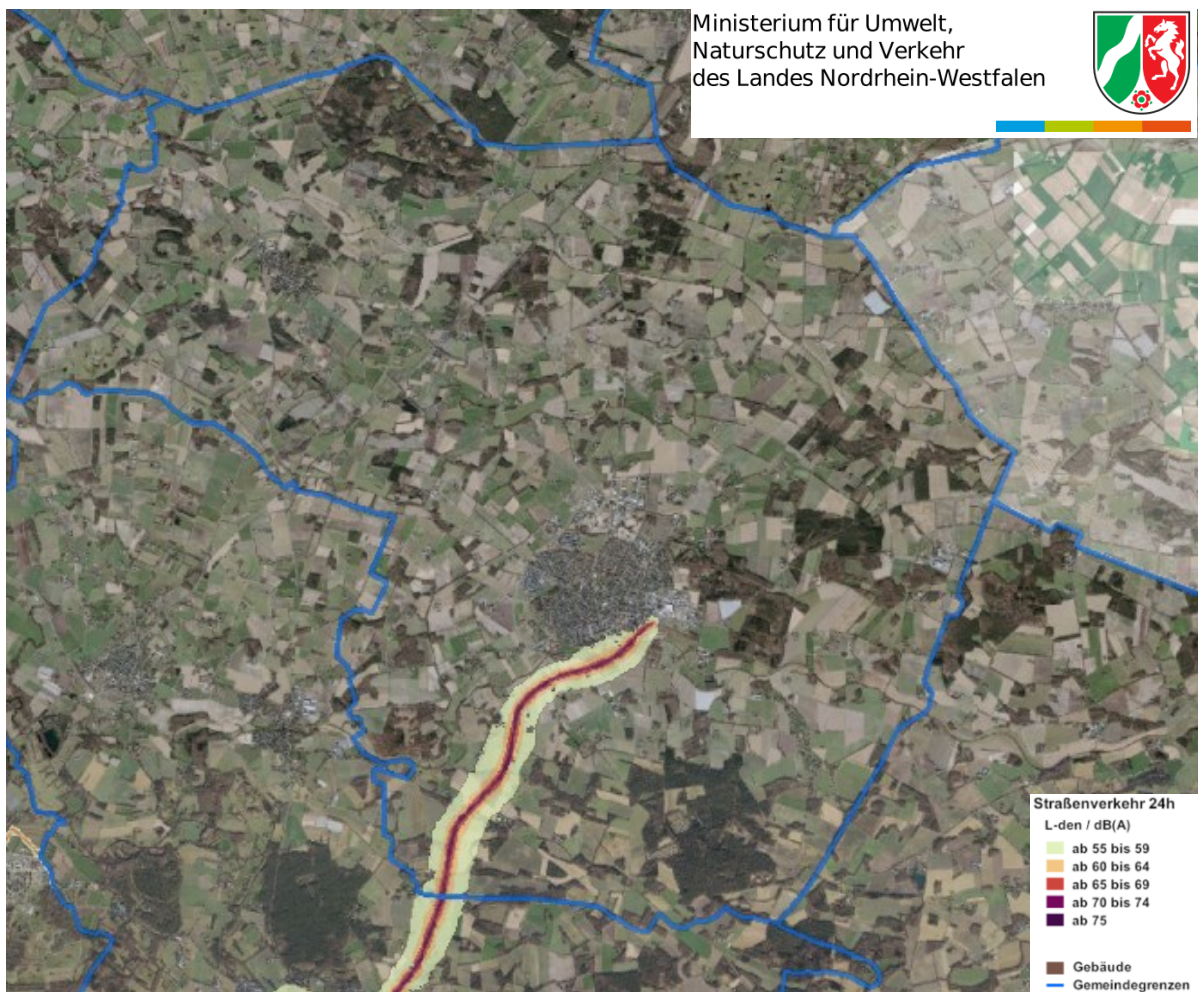 Ministerium für Umwelt,
Naturschutz und Verkehr
des Landes Nordrhein-Westfalen
Straßenverkehr 24h
L-den / dB(A)
ab 55 bis 59
ab 60 bis 64
ab 65 bis 69
ab 70 bis 74
ab 75
Gebäude
Gemeindegrenzen